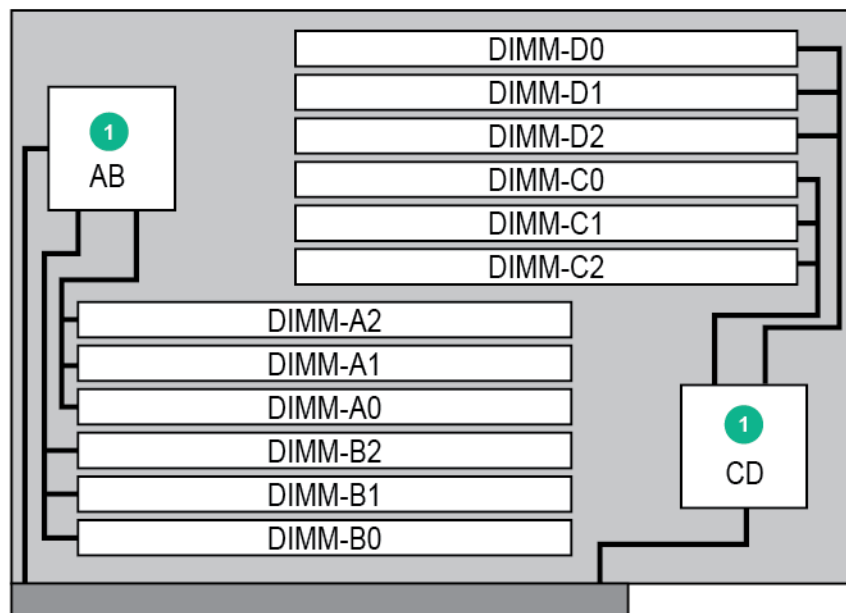 DIMM-D0
DIMM-D1
DIMM-D2
DIMM-C0
DIMM-C1
DIMM-C2
1
AB
DIMM-A2
DIMM-A1
DIMM-A0
DIMM-B2
DIMM-B1
DIMM-B0
1
CD